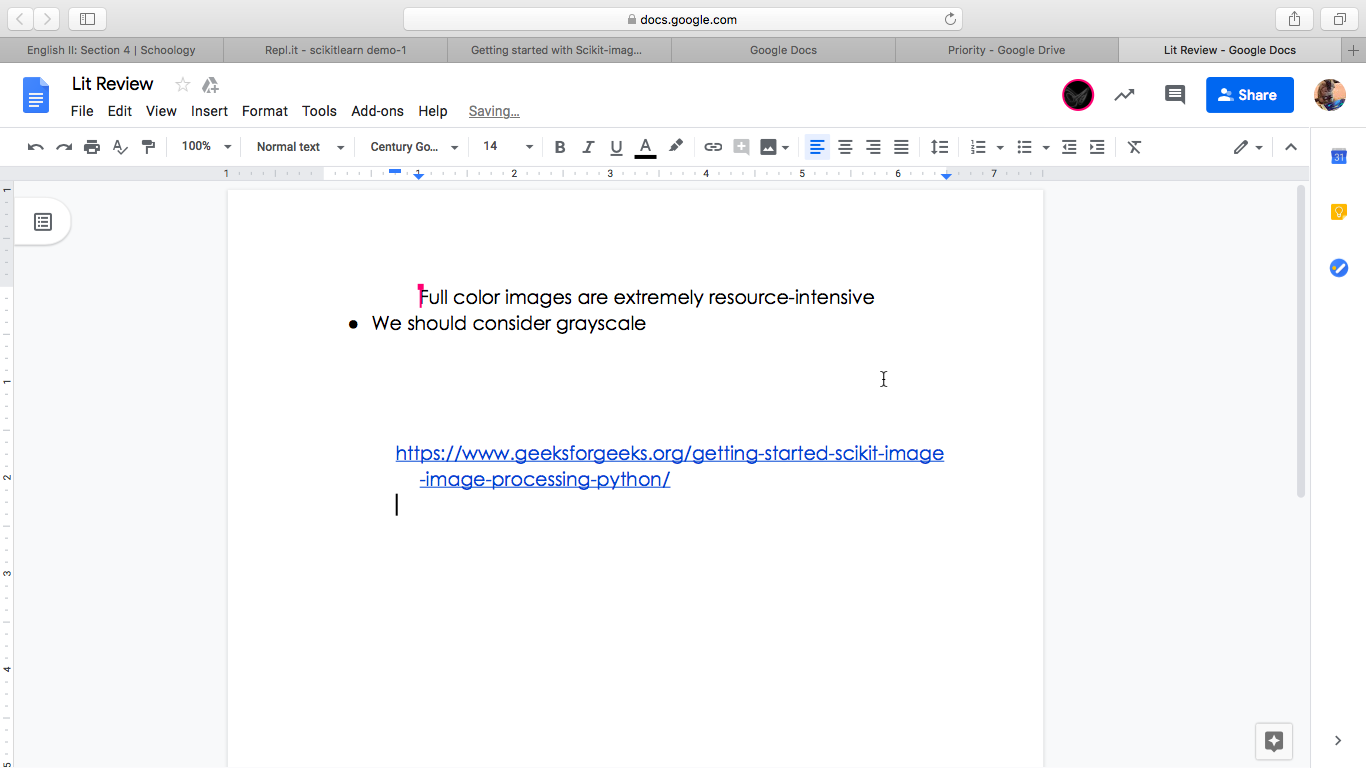 docs.google.com
English II: Section 4 | Schoology
Repl.it - scikitlearn demo-1
Getting started with Scikit-imag...
Google Docs
Priority - Google Drive
Lit Review - Google Docs
Lit Review
File Edit View Insert Format Tools Add-ons Help Saving...
Share
100% Normal text Century Go... 14 B I U A
1 1 2 3 4 5 6 7
31
1
1
2
3
4
5
Full color images are extremely resource-intensive
● We should consider grayscale
https://www.geeksforgeeks.org/getting-started-scikit-image
-image-processing-python/